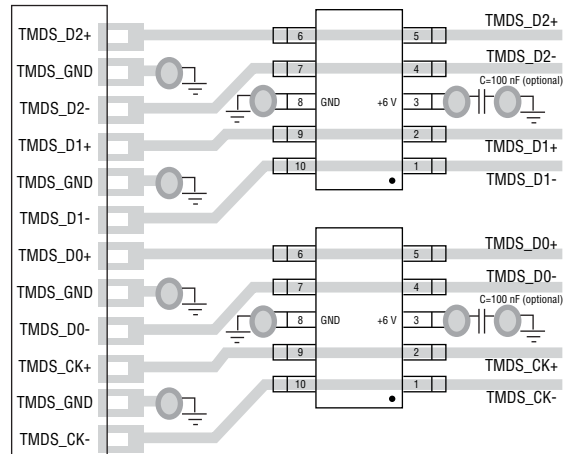 TMDS_D2+
TMDS_GND
TMDS_D2-
TMDS_D1+
TMDS_GND
TMDS_D1-
TMDS_D0+
TMDS_GND
TMDS_D0-
TMDS_CK+
TMDS_GND
TMDS_CK-
6 5 TMDS_D2+
7 4 TMDS_D2-
C=100 nF (optional)
8 GND +6 V 3
9 2 TMDS_D1+
10 1 TMDS_D1-
6 5 TMDS_D0+
7 4 TMDS_D0-
C=100 nF (optional)
8 GND +6 V 3
9 2 TMDS_CK+
10 1 TMDS_CK-